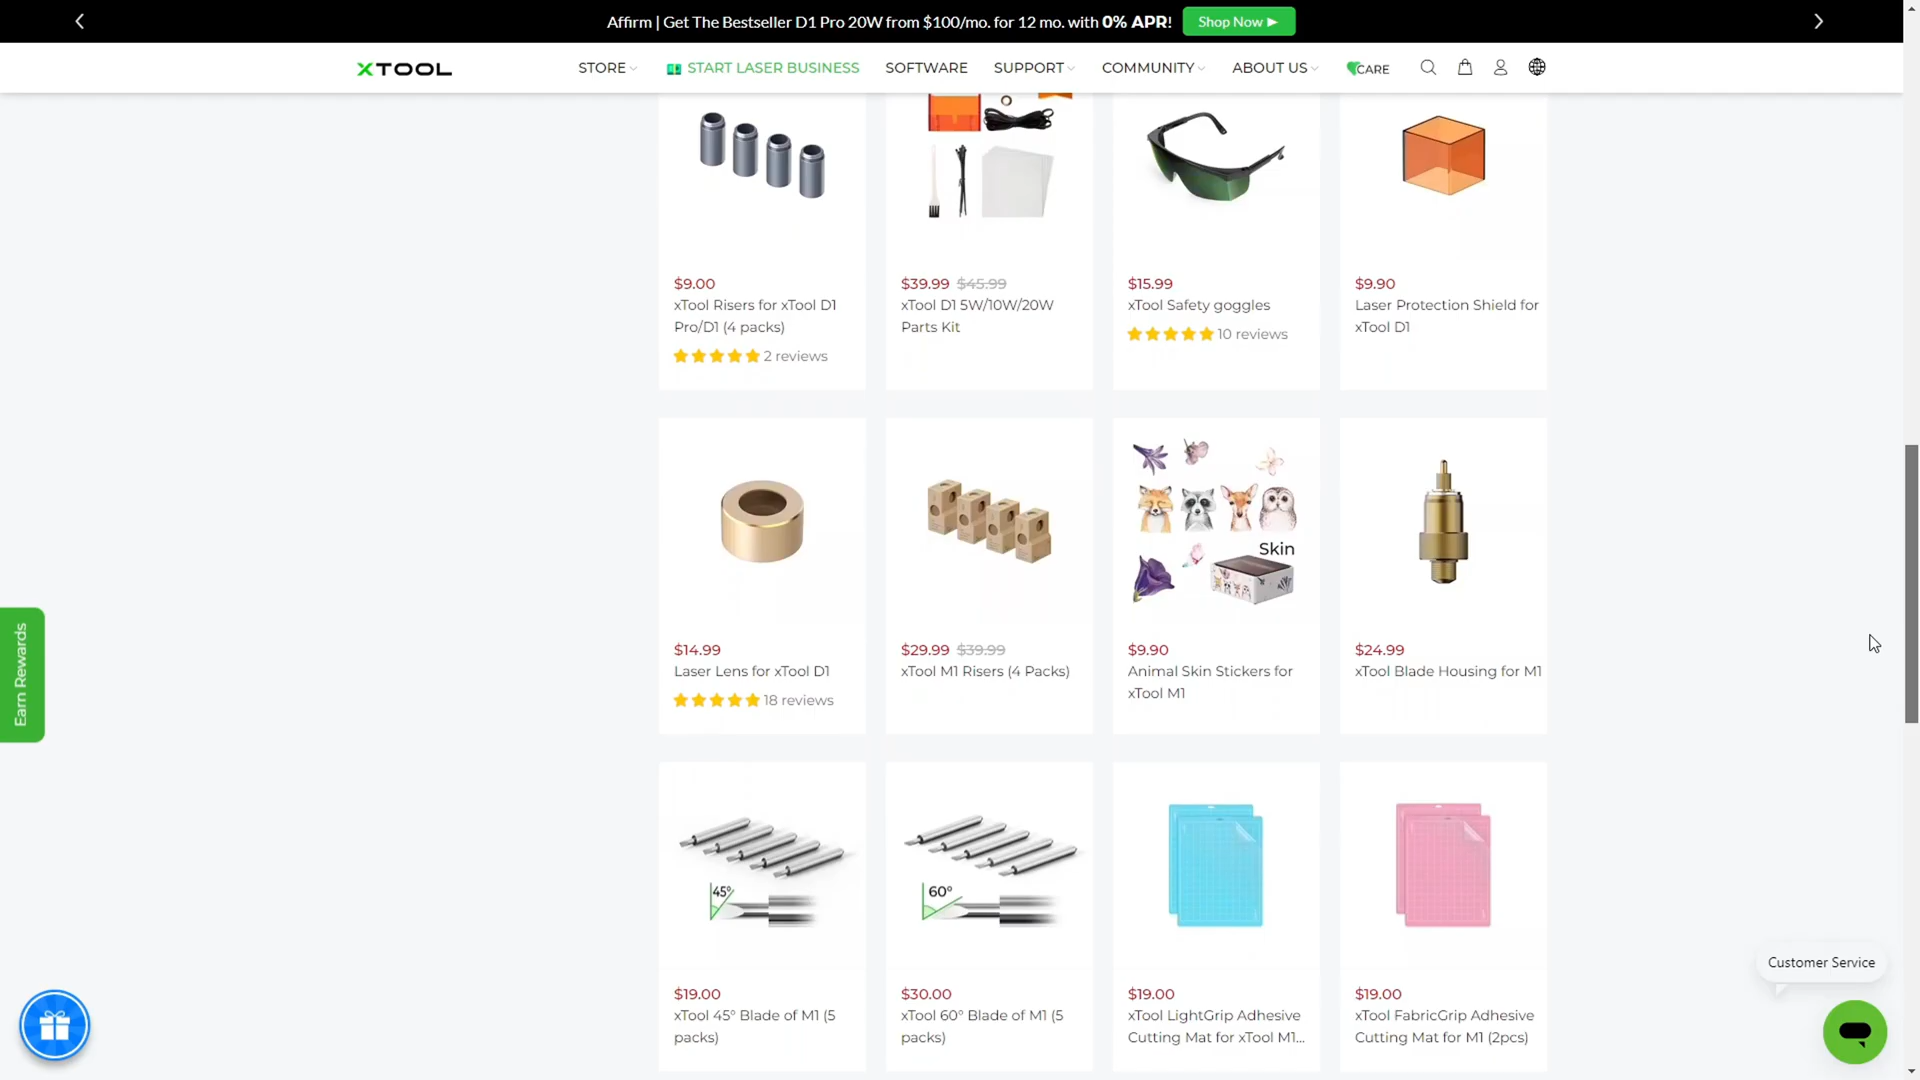 Affirm | Get The Bestseller D1 Pro 20W from $100/mo. for 12 mo. with 0% APR! Shop Now ►
XTOOL STORE START LASER BUSINESS SOFTWARE SUPPORT COMMUNITY ABOUT US CARE
$9.00
xTool Risers for xTool D1
Pro/D1 (4 packs)
2 reviews
$39.99 $45.99
xTool D1 5W/10W/20W
Parts Kit
$15.99
xTool Safety goggles
10 reviews
$9.90
Laser Protection Shield for
xTool D1
$14.99
Laser Lens for xTool D1
18 reviews
$29.99 $39.99
xTool M1 Risers (4 Packs)
Skin
$9.90
Animal Skin Stickers for
xTool M1
$24.99
xTool Blade Housing for M1
Earn Rewards
45°
$19.00
xTool 45° Blade of M1 (5
packs)
60°
$30.00
xTool 60° Blade of M1 (5
packs)
$19.00
xTool LightGrip Adhesive
Cutting Mat for xTool M1...
$19.00
xTool FabricGrip Adhesive
Cutting Mat for M1 (2pcs)
Customer Service